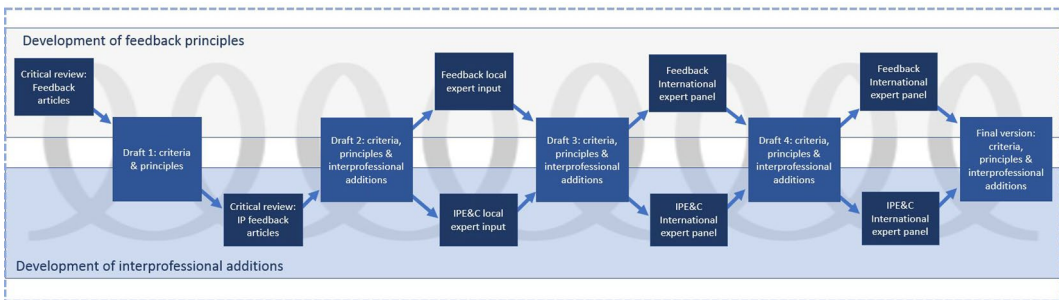 Development of feedback principles
Critical review:
Feedback
articles
Draft 1: criteria
& principles
Critical review:
IP feedback
articles
Draft 2: criteria,
principles &
interprofessional
additions
Feedback local
expert input
IPE&C local
expert input
Draft 3: criteria,
principles &
interprofessional
additions
Feedback
International
expert panel
IPE&C
International
expert panel
Draft 4: criteria,
principles &
interprofessional
additions
Feedback
International
expert panel
IPE&C
International
expert panel
Final version:
criteria,
principles &
interprofessional
additions
Development of interprofessional additions